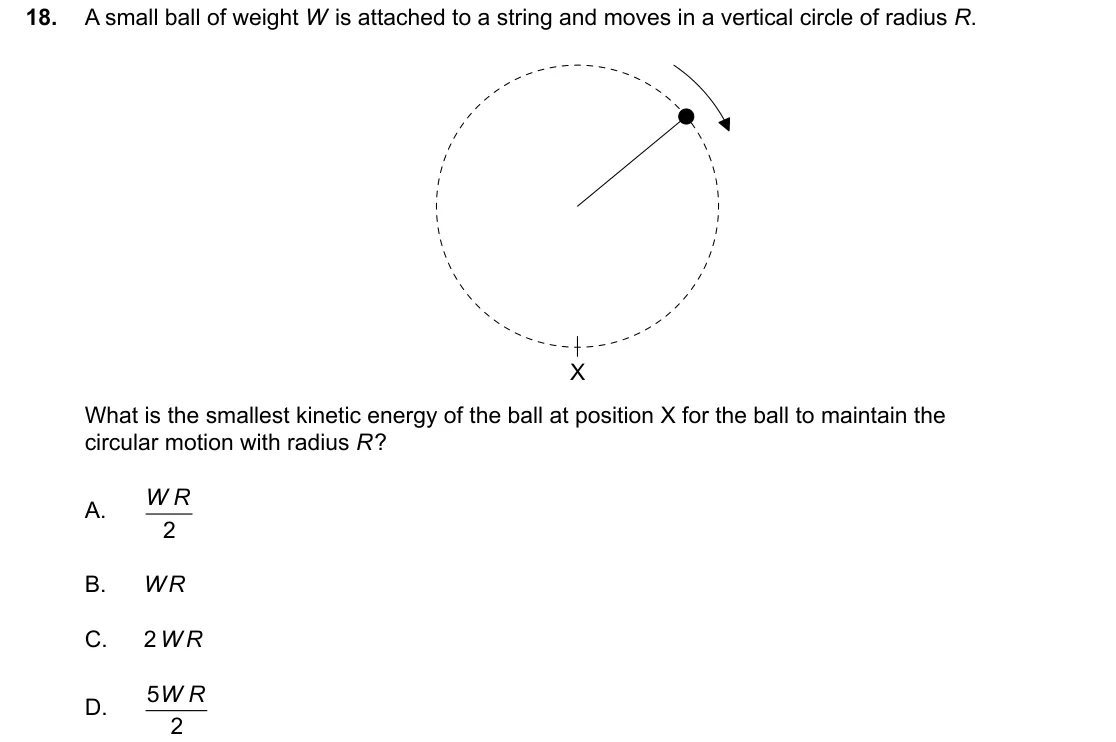 18. A small ball of weight W is attached to a string and moves in a vertical circle of radius R.
X
What is the smallest kinetic energy of the ball at position X for the ball to maintain the
circular motion with radius R?
A. WR/2
B. WR
C. 2WR
D. 5WR/2